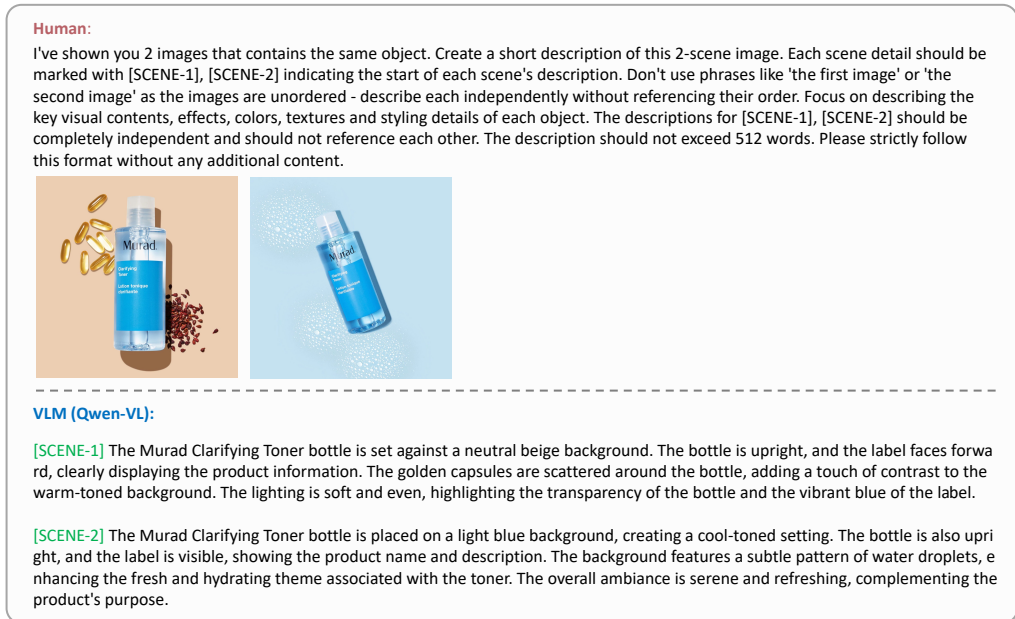 Human:
I've shown you 2 images that contains the same object. Create a short description of this 2-scene image. Each scene detail should be
marked with [SCENE-1], [SCENE-2] indicating the start of each scene's description. Don't use phrases like 'the first image' or 'the
second image' as the images are unordered - describe each independently without referencing their order. Focus on describing the
key visual contents, effects, colors, textures and styling details of each object. The descriptions for [SCENE-1], [SCENE-2] should be
completely independent and should not reference each other. The description should not exceed 512 words. Please strictly follow
this format without any additional content.
Murad.
Clarifying
Toner
Lotion tonique
clarifiante
Murad.
Clarifying
Toner
Lotion tonique
clarifiante
VLM (Qwen-VL):
[SCENE-1] The Murad Clarifying Toner bottle is set against a neutral beige background. The bottle is upright, and the label faces forwa
rd, clearly displaying the product information. The golden capsules are scattered around the bottle, adding a touch of contrast to the
warm-toned background. The lighting is soft and even, highlighting the transparency of the bottle and the vibrant blue of the label.
[SCENE-2] The Murad Clarifying Toner bottle is placed on a light blue background, creating a cool-toned setting. The bottle is also upri
ght, and the label is visible, showing the product name and description. The background features a subtle pattern of water droplets, e
nhancing the fresh and hydrating theme associated with the toner. The overall ambiance is serene and refreshing, complementing the
product's purpose.